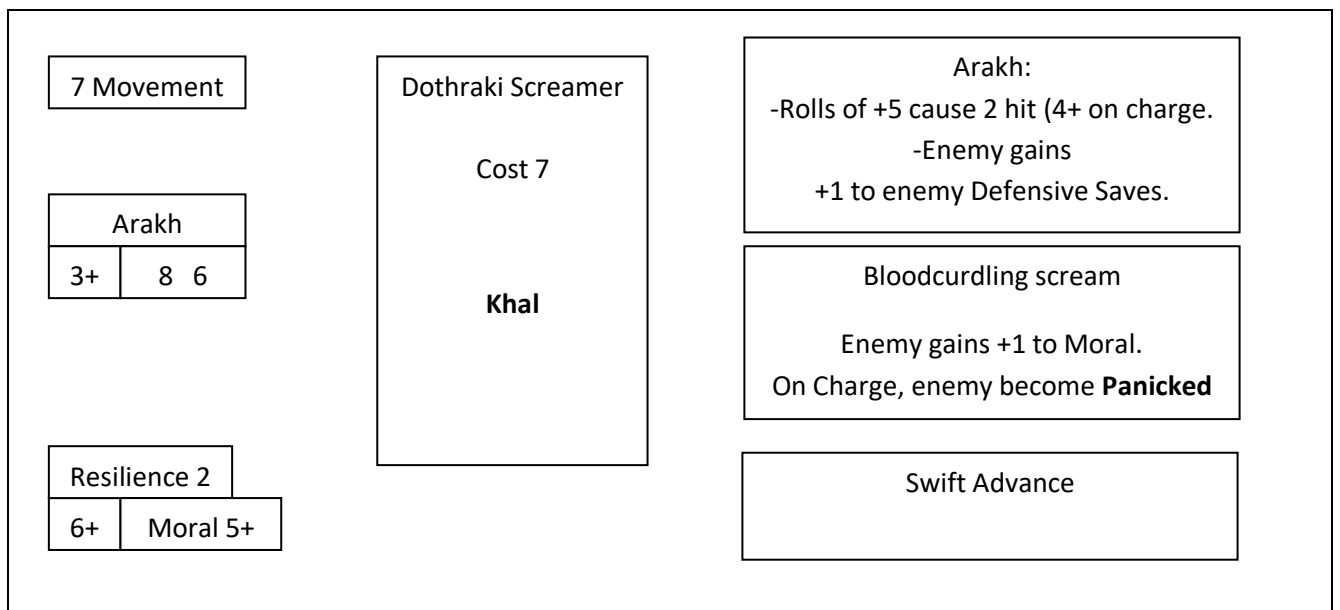 7 Movement
Arakh
3+ 8 6
Resilience 2
6+ Moral 5+
Dothraki Screamer
Cost 7
Khal
Arakh:
-Rolls of +5 cause 2 hit (4+ on charge.
-Enemy gains
+1 to enemy Defensive Saves.
Bloodcurdling scream
Enemy gains +1 to Moral.
On Charge, enemy become Panicked
Swift Advance